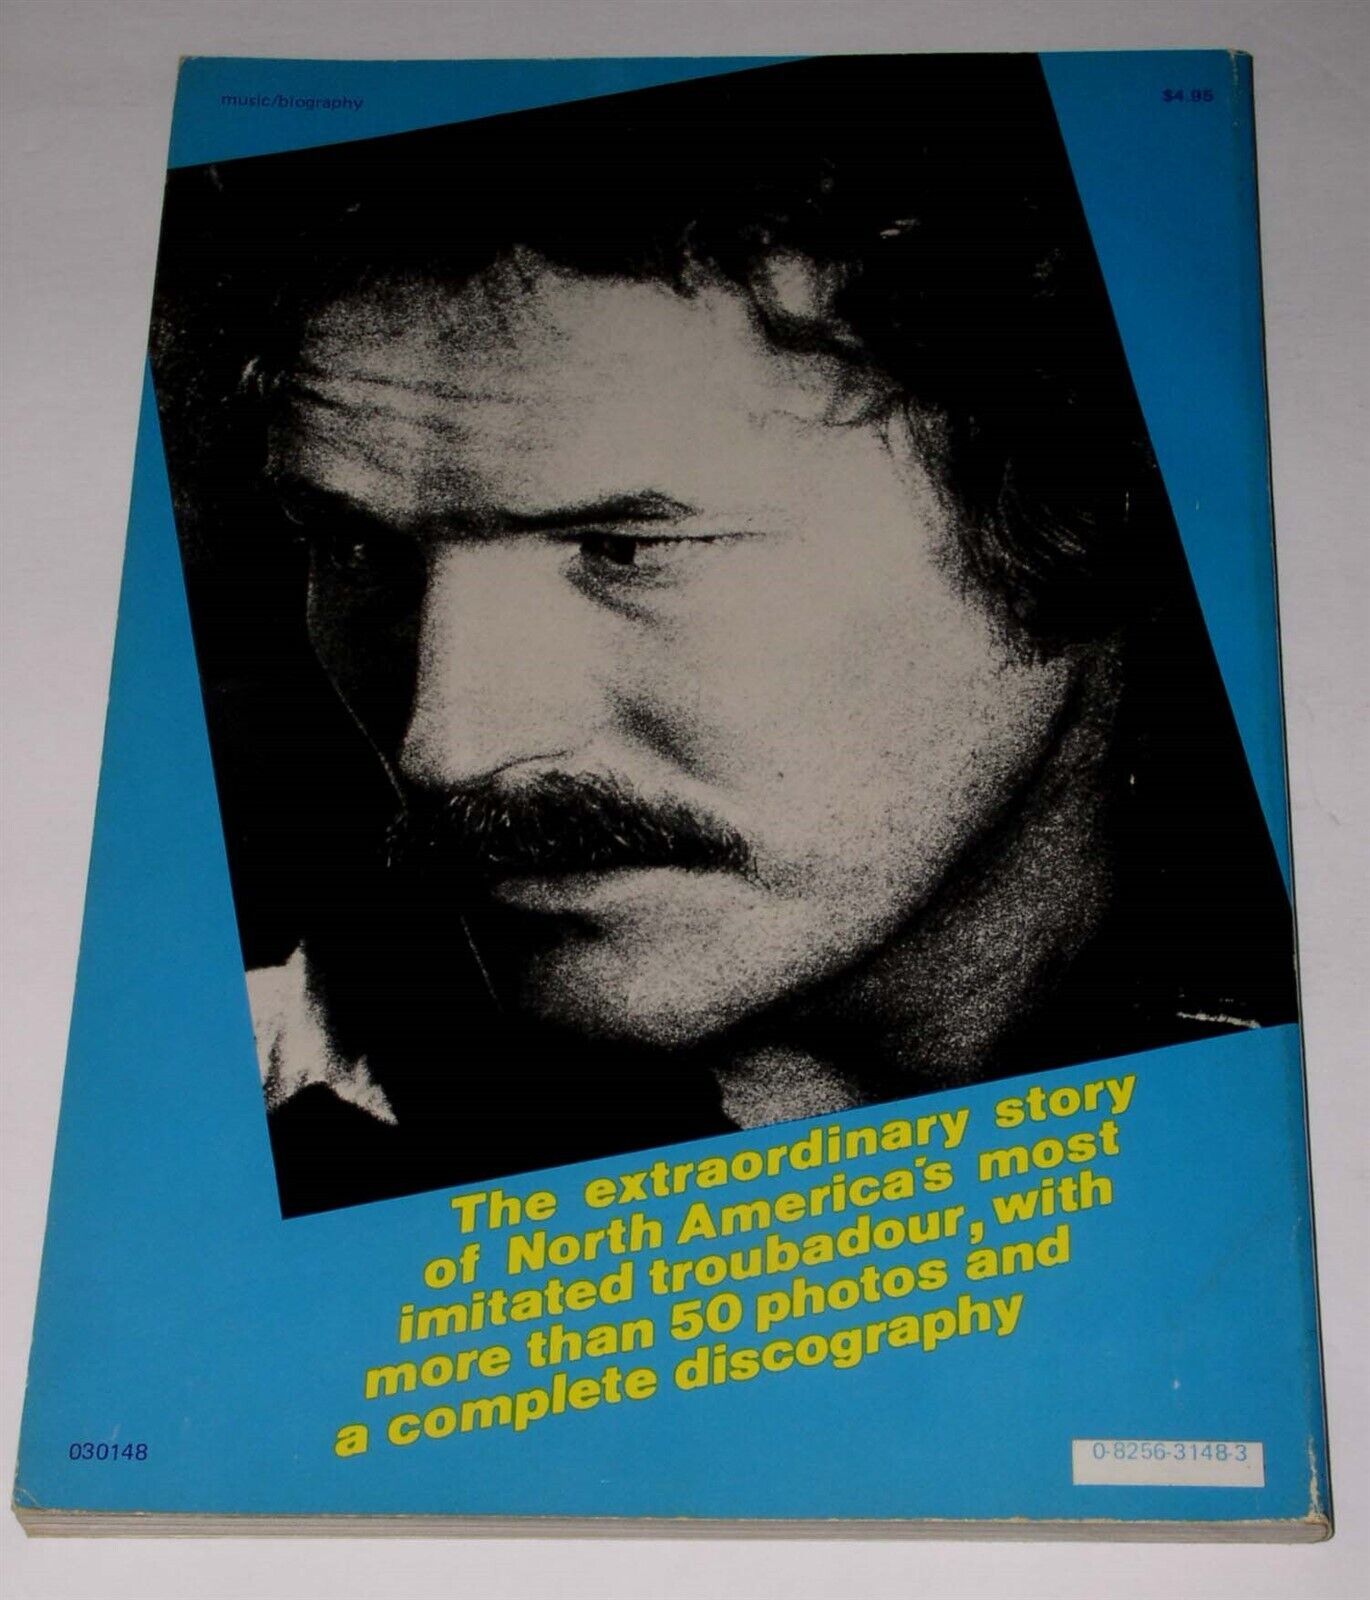 music/biography
$4.95
The extraordinary story
of North America's most
imitated troubadour, with
more than 50 photos and
a complete discography
030148
0-8256-3148-3